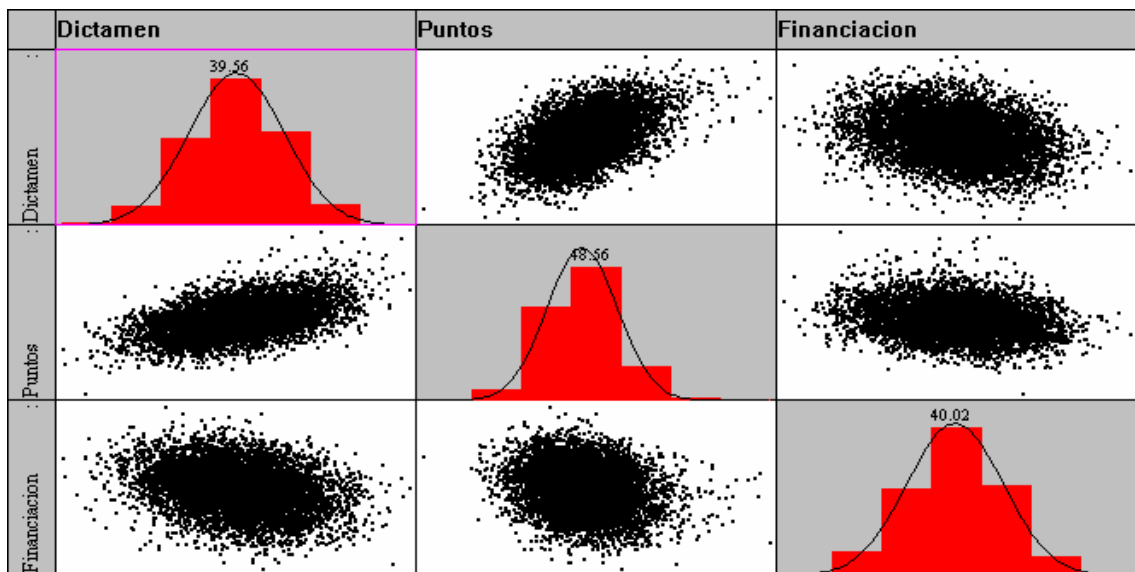 Dictamen Puntos Financiacion
: Dictamen
39.56
: Puntos
48.56
: Financiacion
40.02